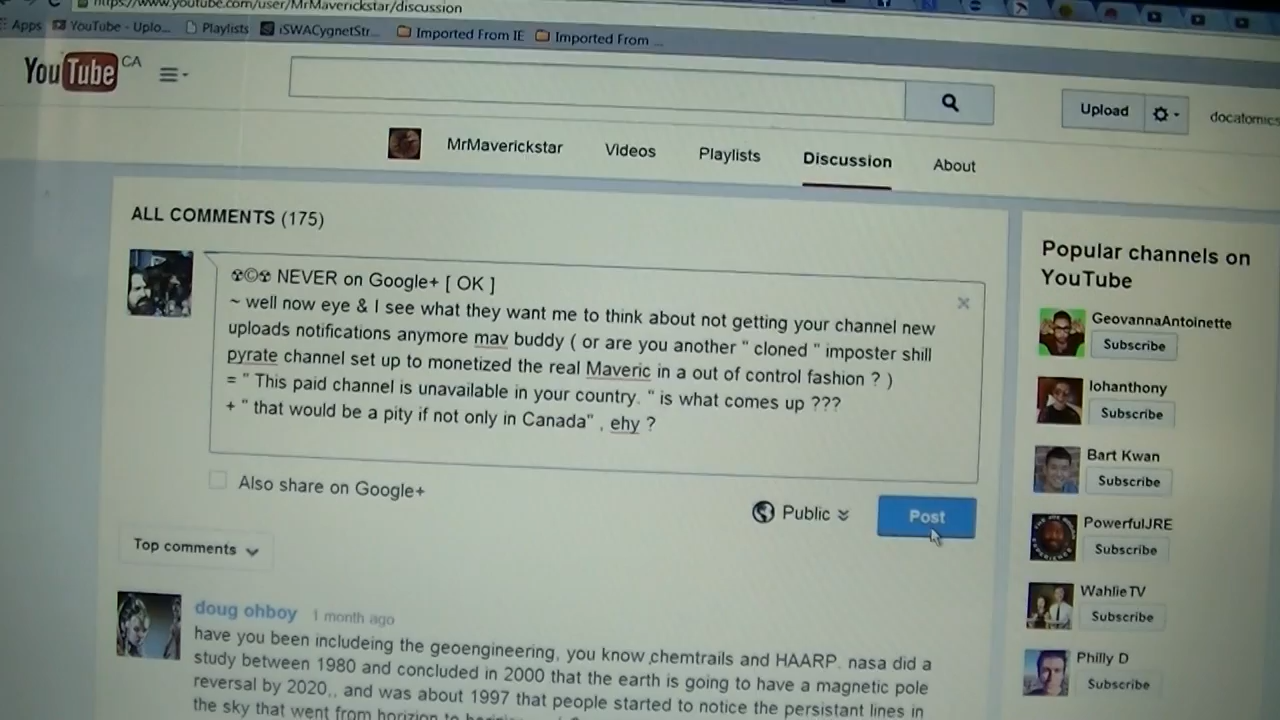 https://www.youtube.com/user/MrMaverickstar/discussion
Apps YouTube - Uplo... Playlists iSWACygnetStr... Imported From IE Imported From ...
YouTube CA
Upload docatomics
MrMaverickstar Videos Playlists Discussion About
ALL COMMENTS (175)
☢©☢ NEVER on Google+ [ OK ]
~ well now eye & I see what they want me to think about not getting your channel new
uploads notifications anymore mav buddy ( or are you another " cloned " imposter shill
pyrate channel set up to monetized the real Maveric in a out of control fashion ? )
= " This paid channel is unavailable in your country. " is what comes up ???
+ " that would be a pity if not only in Canada" , ehy ?
Also share on Google+
Public Post
Top comments
doug ohboy 1 month ago
have you been includeing the geoengineering, you know chemtrails and HAARP. nasa did a
study between 1980 and concluded in 2000 that the earth is going to have a magnetic pole
reversal by 2020,, and was about 1997 that people started to notice the persistant lines in
the sky that went from horizion to
Popular channels on
YouTube
GeovannaAntoinette
Subscribe
lohanthony
Subscribe
Bart Kwan
Subscribe
PowerfulJRE
Subscribe
WahlieTV
Subscribe
Philly D
Subscribe